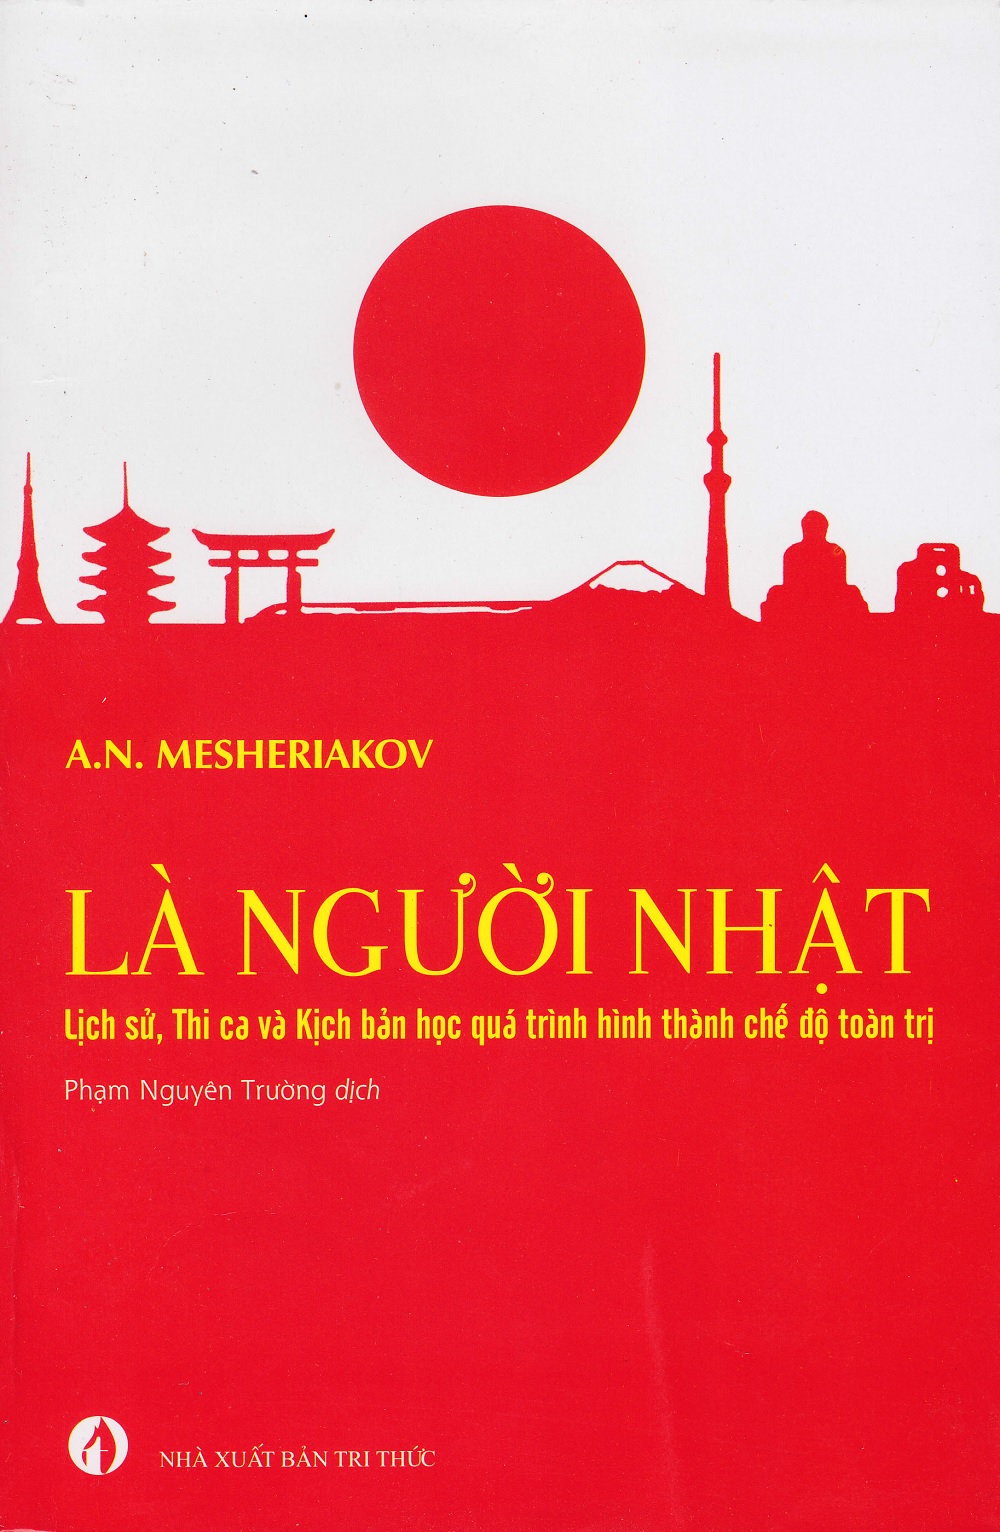 A.N. MESHERIAKOV
LÀ NGƯỜI NHẬT
Lịch sử, Thi ca và Kịch bản học quá trình hình thành chế độ toàn trị
Phạm Nguyên Trường dịch
NHÀ XUẤT BẢN TRI THỨC